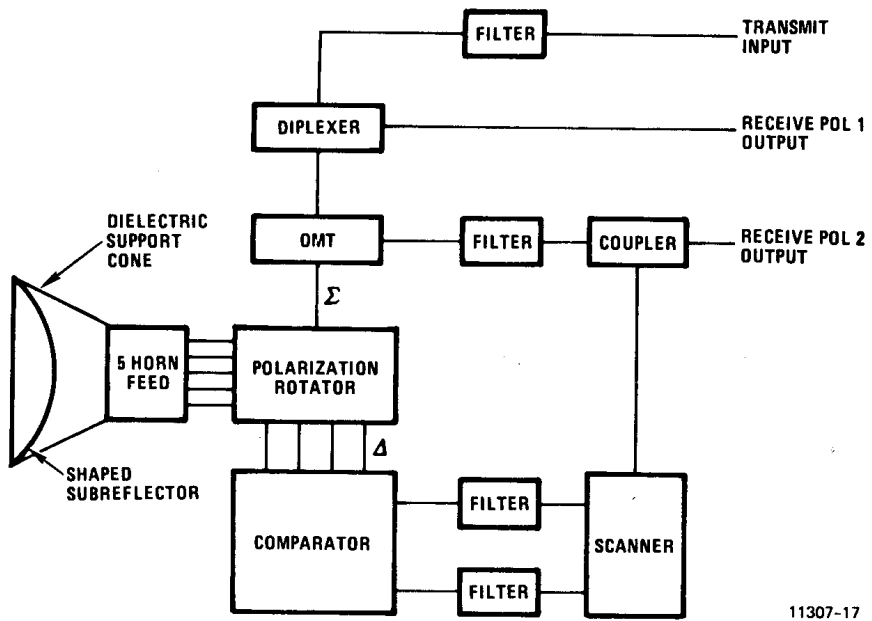 FILTER
TRANSMIT
INPUT
DIPLEXER
RECEIVE POL 1
OUTPUT
DIELECTRIC
SUPPORT
CONE
OMT
FILTER
COUPLER
RECEIVE POL 2
OUTPUT
Σ
5 HORN
FEED
POLARIZATION
ROTATOR
Δ
SHAPED
SUBREFLECTOR
COMPARATOR
FILTER
SCANNER
FILTER
11307-17